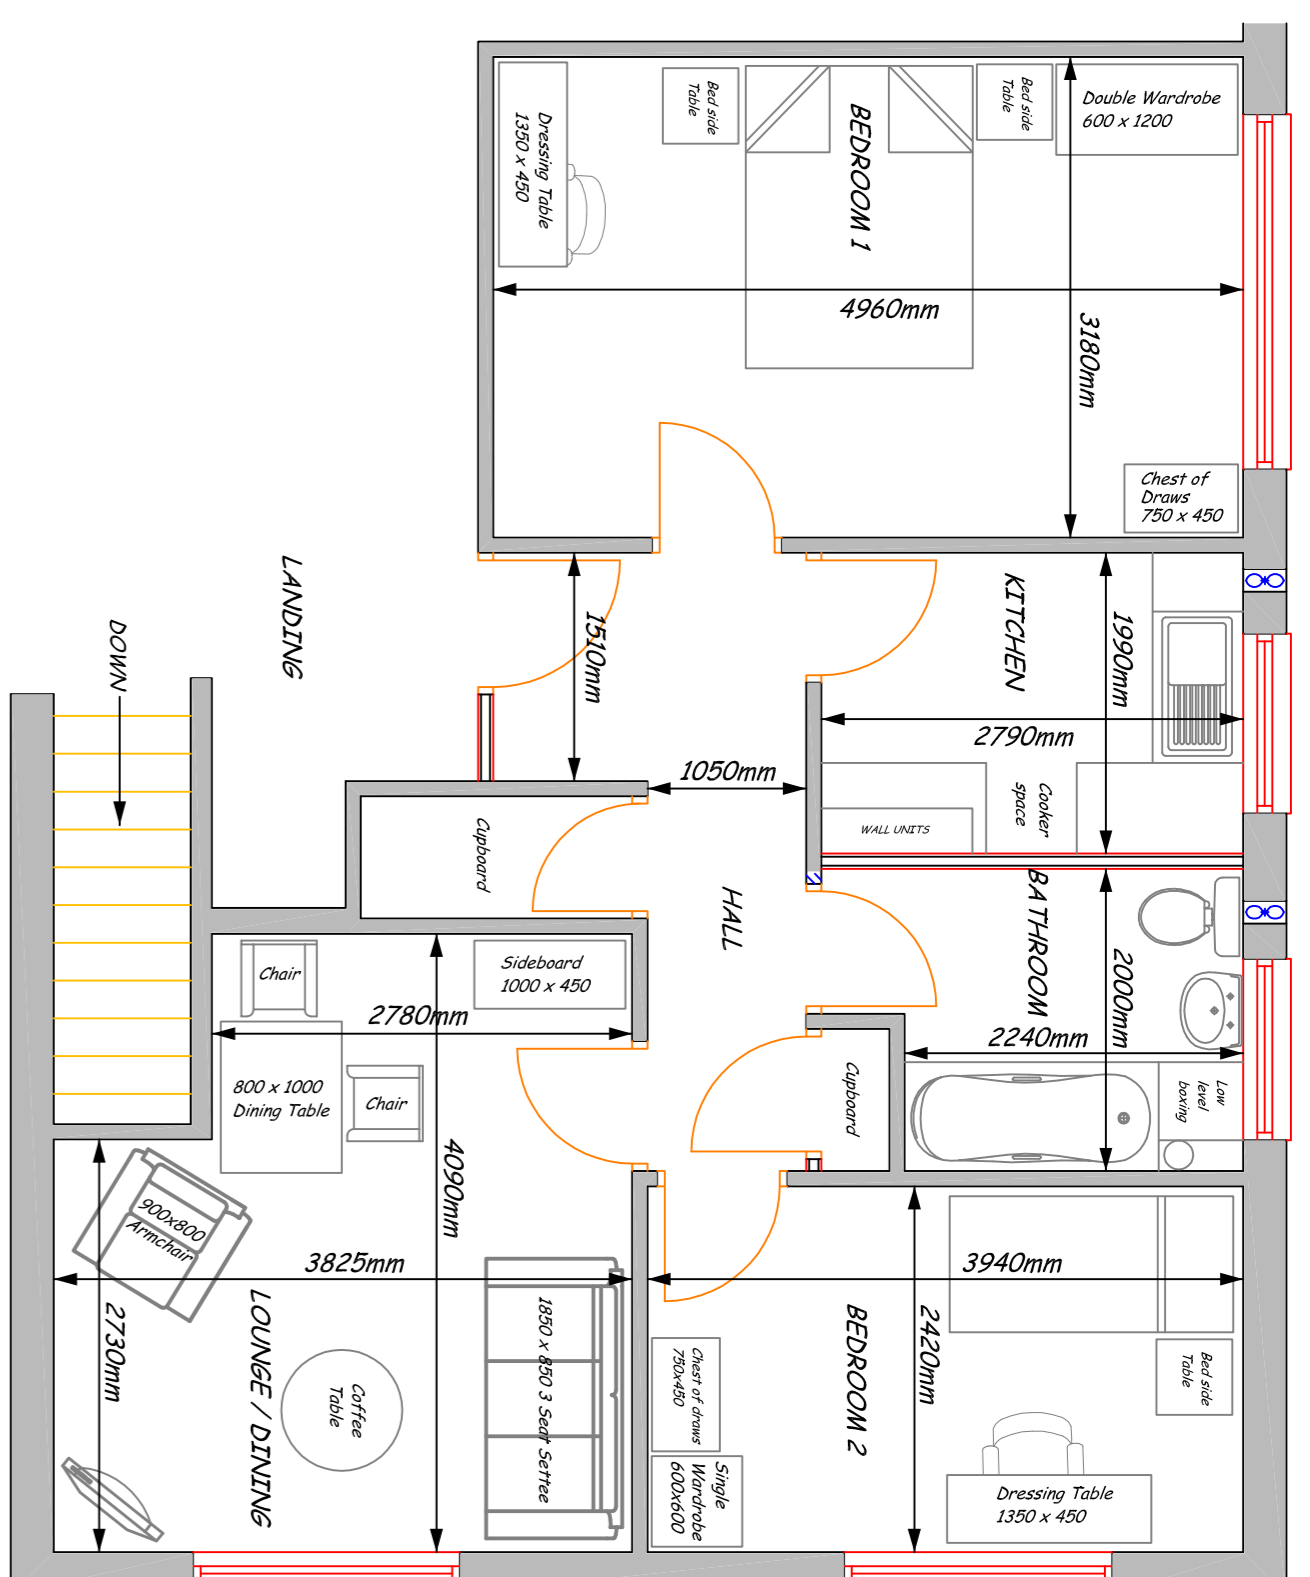 Double Wardrobe
600 x 1200
Bed side
Table
BEDROOM 1
Bed side
Table
Dressing Table
1350 x 450
4960mm
3180mm
Chest of
Draws
750 x 450
LANDING
DOWN
1510mm
KITCHEN
1990mm
2790mm
1050mm
Cooker
space
WALL UNITS
Cupboard
HALL
BATHROOM
2000mm
2240mm
Low
level
boxing
Cupboard
Chair
Sideboard
1000 x 450
2780mm
800 x 1000
Dining Table
Chair
4090mm
900x800
Armchair
3825mm
2730mm
LOUNGE / DINING
Coffee
Table
1850 x 850 3 Seat Settee
3940mm
2420mm
BEDROOM 2
Bed side
Table
Chest of draws
750x450
Single
Wardrobe
600x600
Dressing Table
1350 x 450